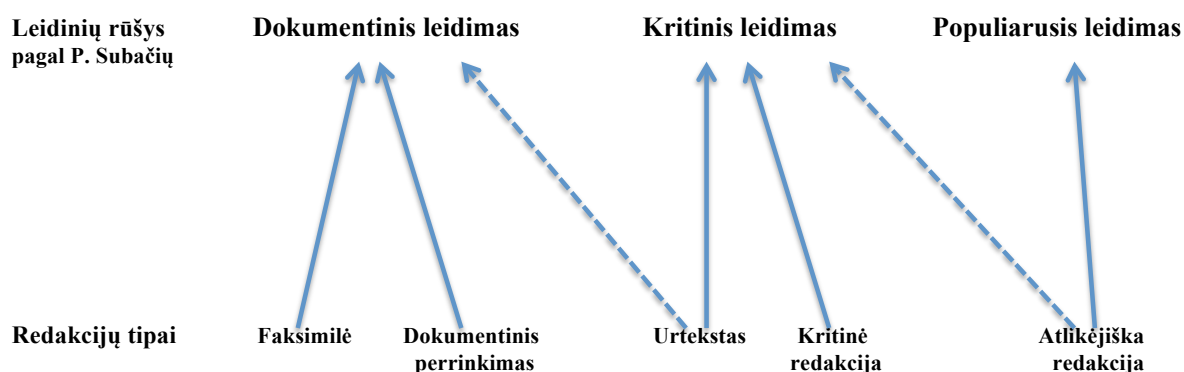 Leidinių rūšys
pagal P. Subačių
Dokumentinis leidimas
Kritinis leidimas
Populiarusis leidimas
Redakcijų tipai
Faksimilė
Dokumentinis
perrinkimas
Urtekstas
Kritinė
redakcija
Atlikėjiška
redakcija